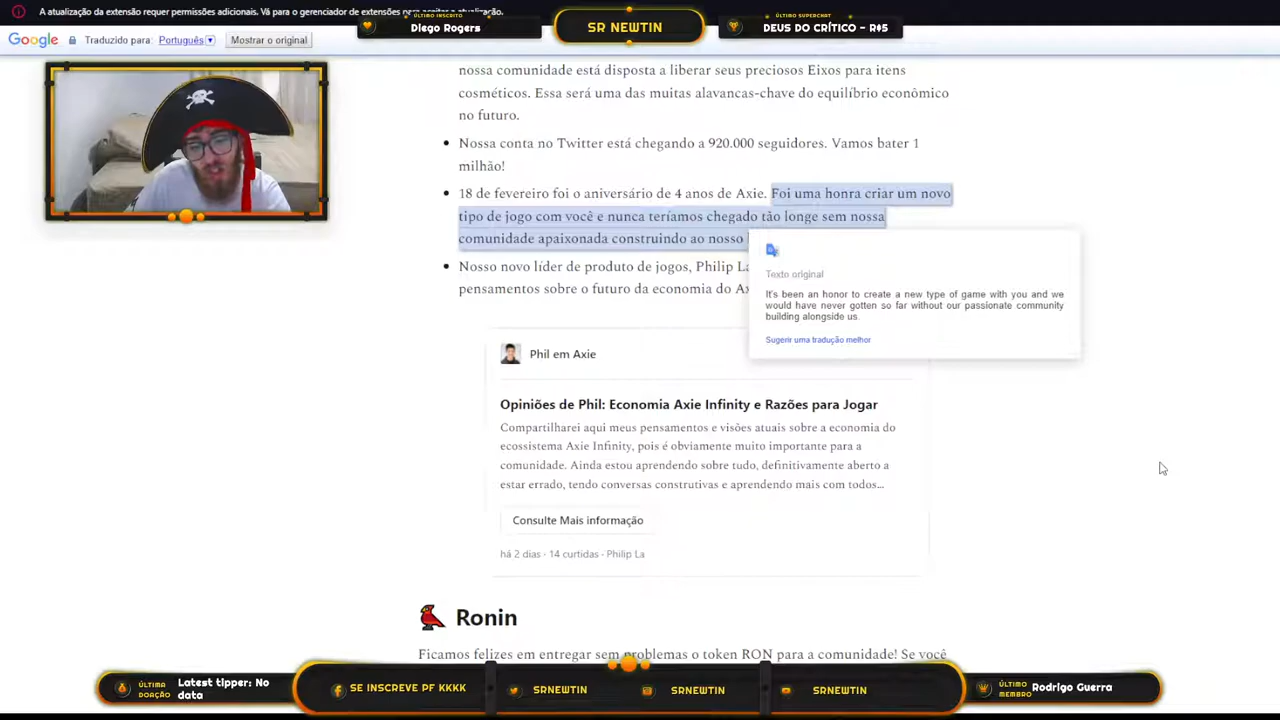 A atualização da extensão requer permissões adicionais. Vá para o gerenciador de extensões para aceitar a atualização.
ÚLTIMO INSCRITO
Diego Rogers
SR NEWTIN
ÚLTIMO SUPERCHAT
DEUS DO CRÍTICO - R$5
Google Traduzido para: Português Mostrar o original
nossa comunidade está disposta a liberar seus preciosos Eixos para itens
cosméticos. Essa será uma das muitas alavancas-chave do equilíbrio econômico
no futuro.
Nossa conta no Twitter está chegando a 920.000 seguidores. Vamos bater 1
milhão!
18 de fevereiro foi o aniversário de 4 anos de Axie. Foi uma honra criar um novo
tipo de jogo com você e nunca teríamos chegado tão longe sem nossa
comunidade apaixonada construindo ao nosso
Nosso novo líder de produto de jogos, Philip La
pensamentos sobre o futuro da economia do Ax
Texto original
It's been an honor to create a new type of game with you and we
would have never gotten so far without our passionate community
building alongside us.
Sugerir uma tradução melhor
Phil em Axie
Opiniões de Phil: Economia Axie Infinity e Razões para Jogar
Compartilharei aqui meus pensamentos e visões atuais sobre a economia do
ecossistema Axie Infinity, pois é obviamente muito importante para a
comunidade. Ainda estou aprendendo sobre tudo, definitivamente aberto a
estar errado, tendo conversas construtivas e aprendendo mais com todos...
Consulte Mais informação
há 2 dias · 14 curtidas · Philip La
Ronin
Ficamos felizes em entregar sem problemas o token RON para a comunidade! Se você
ÚLTIMA
DOAÇÃO
Latest tipper: No
data
SE INSCREVE PF KKKK
SRNEWTIN
SRNEWTIN
SRNEWTIN
ÚLTIMO
MEMBRO
Rodrigo Guerra